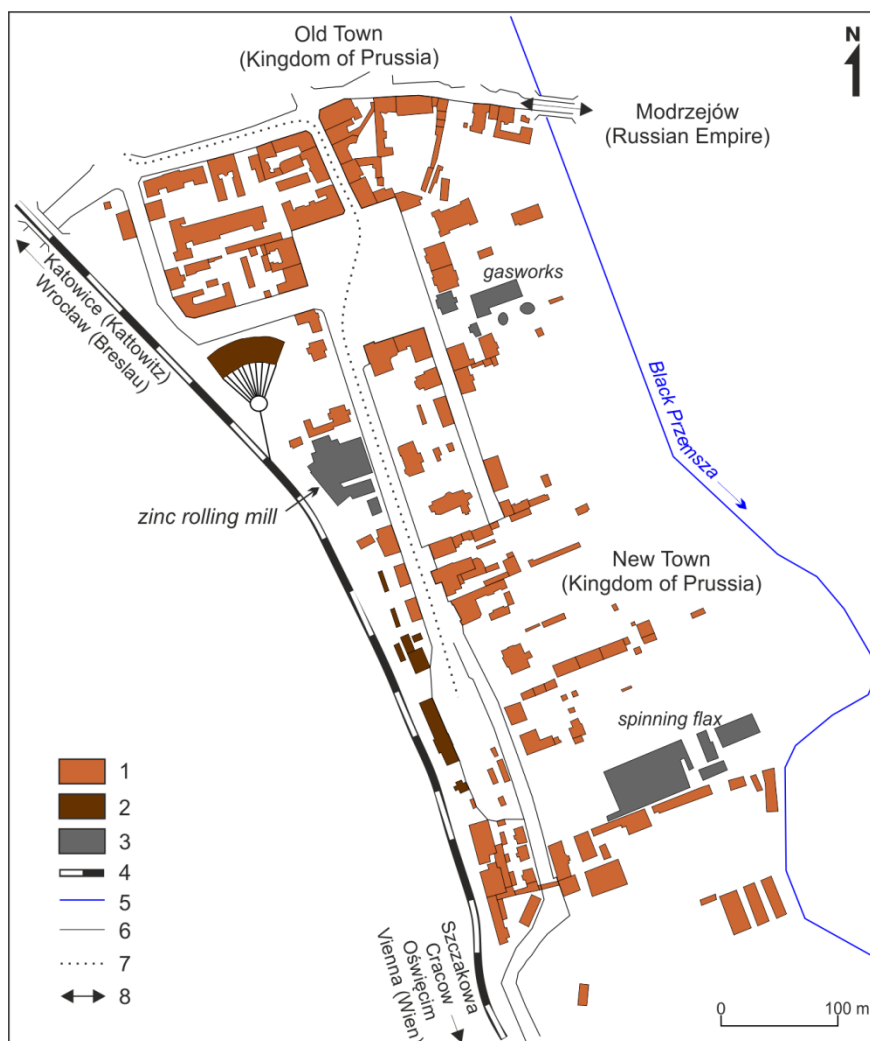 Old Town
(Kingdom of Prussia)
N
Modrzejów
(Russian Empire)
gasworks
Katowice (Kattowitz)
Wrocław (Breslau)
Black Przemsza
zinc rolling mill
New Town
(Kingdom of Prussia)
spinning flax
1
2
3
4
5
6
7
8
Szczakowa
Cracow
Oświęcim
Vienna (Wien)
0
100 m